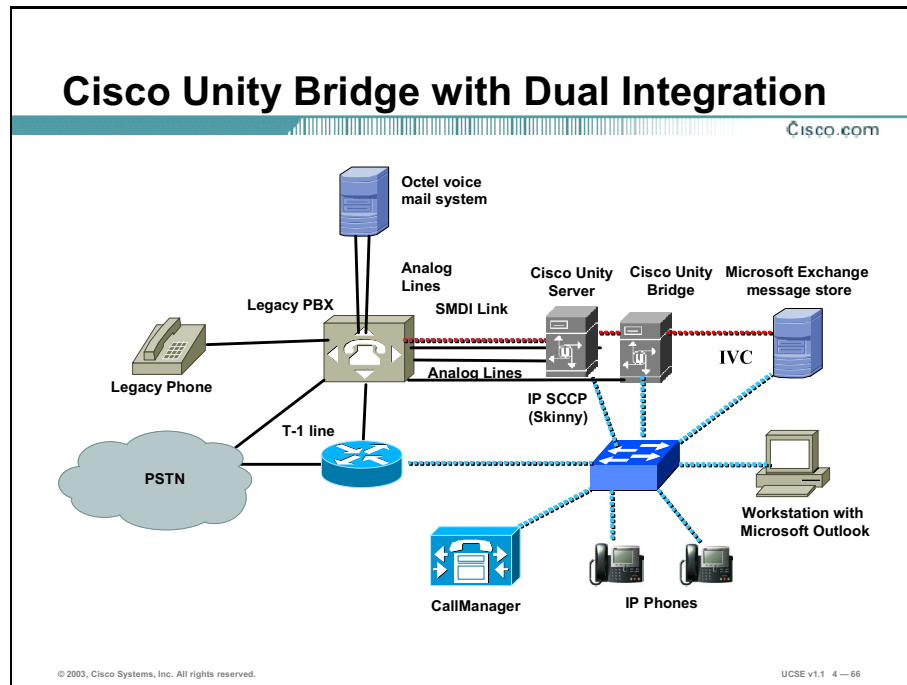 Cisco Unity Bridge with Dual Integration
Cisco.com
Octel voice
mail system
Analog
Lines
Cisco Unity
Server
Cisco Unity
Bridge
Microsoft Exchange
message store
Legacy PBX
SMDI Link
IVC
Legacy Phone
Analog Lines
IP SCCP
(Skinny)
T-1 line
PSTN
Workstation with
Microsoft Outlook
CallManager
IP Phones
© 2003, Cisco Systems, Inc. All rights reserved.
UCSE v1.1 4 — 66